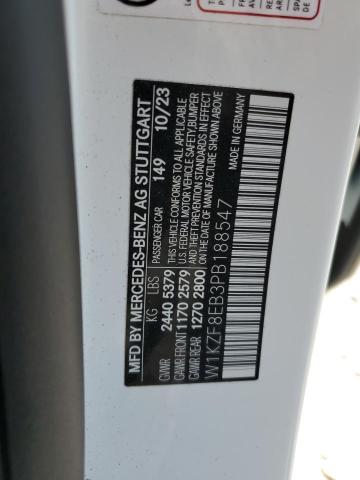 MFD BY MERCEDES-BENZ AG STUTTGART
PASSENGER CAR 149 10/23
KG LBS
GVWR 2440 5379
GAWR FRONT 1170 2579
GAWR REAR 1270 2800
THIS VEHICLE CONFORMS TO ALL APPLICABLE
U.S. FEDERAL MOTOR VEHICLE SAFETY, BUMPER
AND THEFT PREVENTION STANDARDS IN EFFECT
ON THE DATE OF MANUFACTURE SHOWN ABOVE
W1KZF8EB3PB188547
MADE IN GERMANY